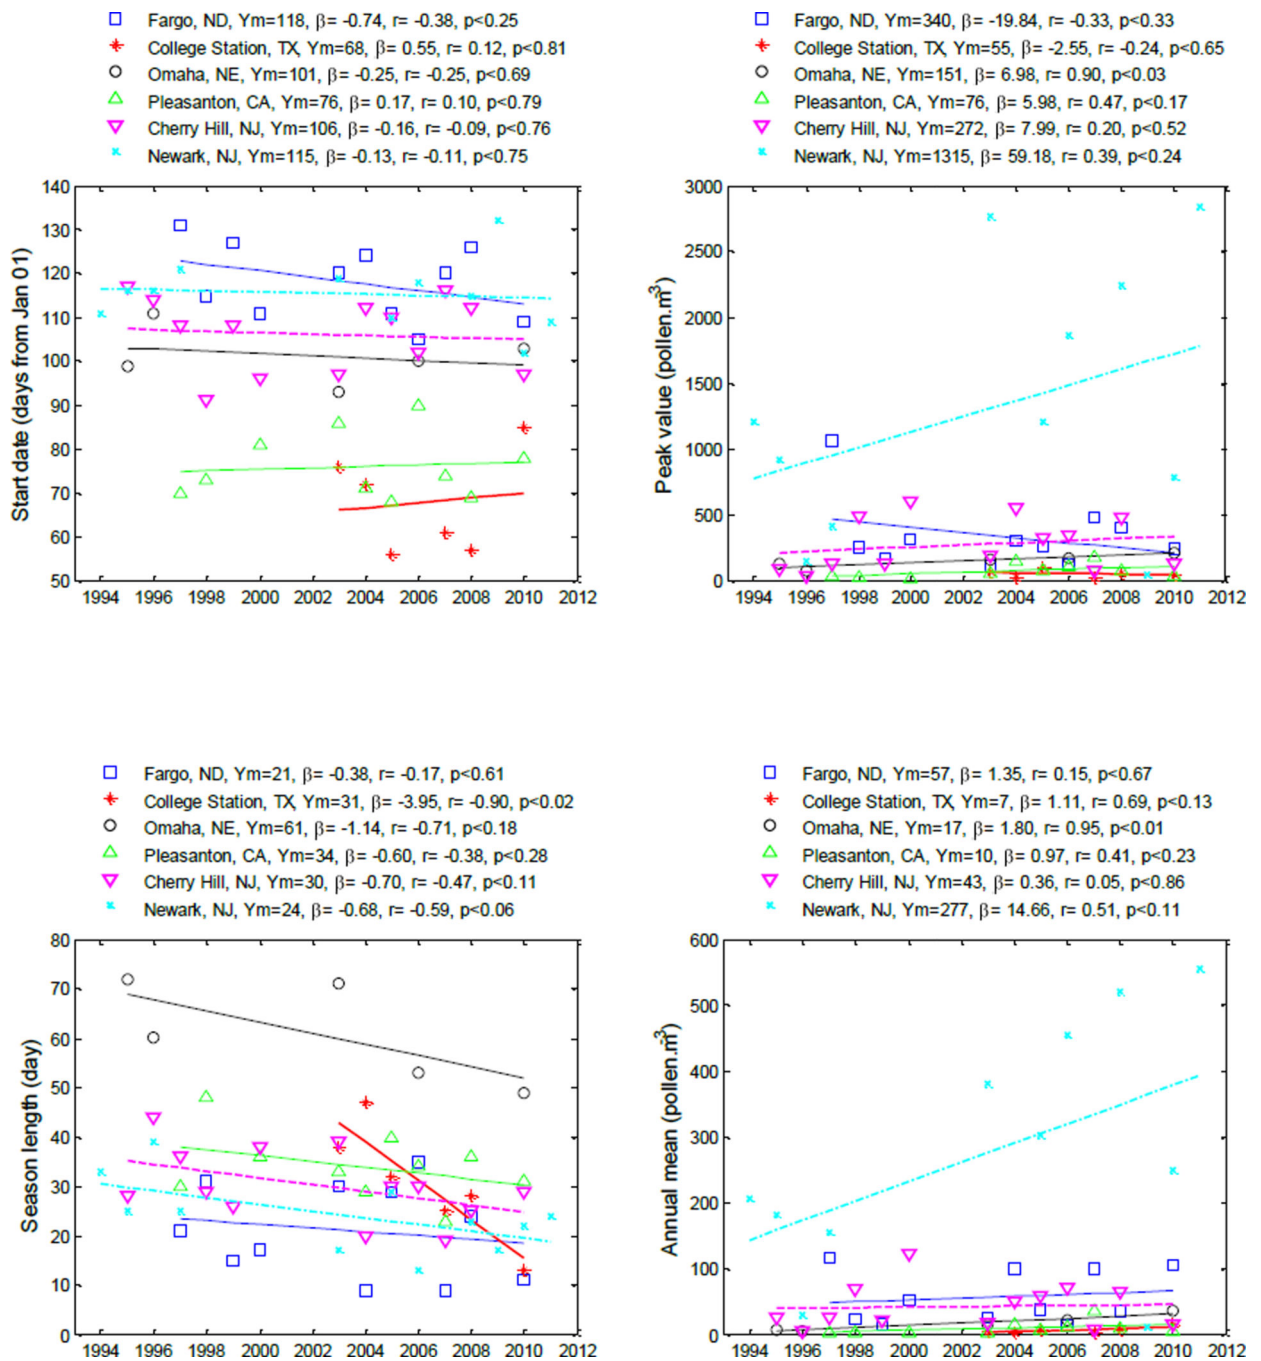 Fargo, ND, Ym=118, β= -0.74, r= -0.38, p<0.25
College Station, TX, Ym=68, β= 0.55, r= 0.12, p<0.81
Omaha, NE, Ym=101, β= -0.25, r= -0.25, p<0.69
Pleasanton, CA, Ym=76, β= 0.17, r= 0.10, p<0.79
Cherry Hill, NJ, Ym=106, β= -0.16, r= -0.09, p<0.76
Newark, NJ, Ym=115, β= -0.13, r= -0.11, p<0.75
140
130
120
110
100
90
80
70
60
50
Start date (days from Jan 01)
1994 1996 1998 2000 2002 2004 2006 2008 2010 2012
Fargo, ND, Ym=340, β= -19.84, r= -0.33, p<0.33
College Station, TX, Ym=55, β= -2.55, r= -0.24, p<0.65
Omaha, NE, Ym=151, β= 6.98, r= 0.90, p<0.03
Pleasanton, CA, Ym=76, β= 5.98, r= 0.47, p<0.17
Cherry Hill, NJ, Ym=272, β= 7.99, r= 0.20, p<0.52
Newark, NJ, Ym=1315, β= 59.18, r= 0.39, p<0.24
3000
2500
2000
1500
1000
500
0
Peak value (pollen.m-3)
1994 1996 1998 2000 2002 2004 2006 2008 2010 2012
Fargo, ND, Ym=21, β= -0.38, r= -0.17, p<0.61
College Station, TX, Ym=31, β= -3.95, r= -0.90, p<0.02
Omaha, NE, Ym=61, β= -1.14, r= -0.71, p<0.18
Pleasanton, CA, Ym=34, β= -0.60, r= -0.38, p<0.28
Cherry Hill, NJ, Ym=30, β= -0.70, r= -0.47, p<0.11
Newark, NJ, Ym=24, β= -0.68, r= -0.59, p<0.06
80
70
60
50
40
30
20
10
0
Season length (day)
1994 1996 1998 2000 2002 2004 2006 2008 2010 2012
Fargo, ND, Ym=57, β= 1.35, r= 0.15, p<0.67
College Station, TX, Ym=7, β= 1.11, r= 0.69, p<0.13
Omaha, NE, Ym=17, β= 1.80, r= 0.95, p<0.01
Pleasanton, CA, Ym=10, β= 0.97, r= 0.41, p<0.23
Cherry Hill, NJ, Ym=43, β= 0.36, r= 0.05, p<0.86
Newark, NJ, Ym=277, β= 14.66, r= 0.51, p<0.11
600
500
400
300
200
100
0
Annual mean (pollen.m-3)
1994 1996 1998 2000 2002 2004 2006 2008 2010 2012